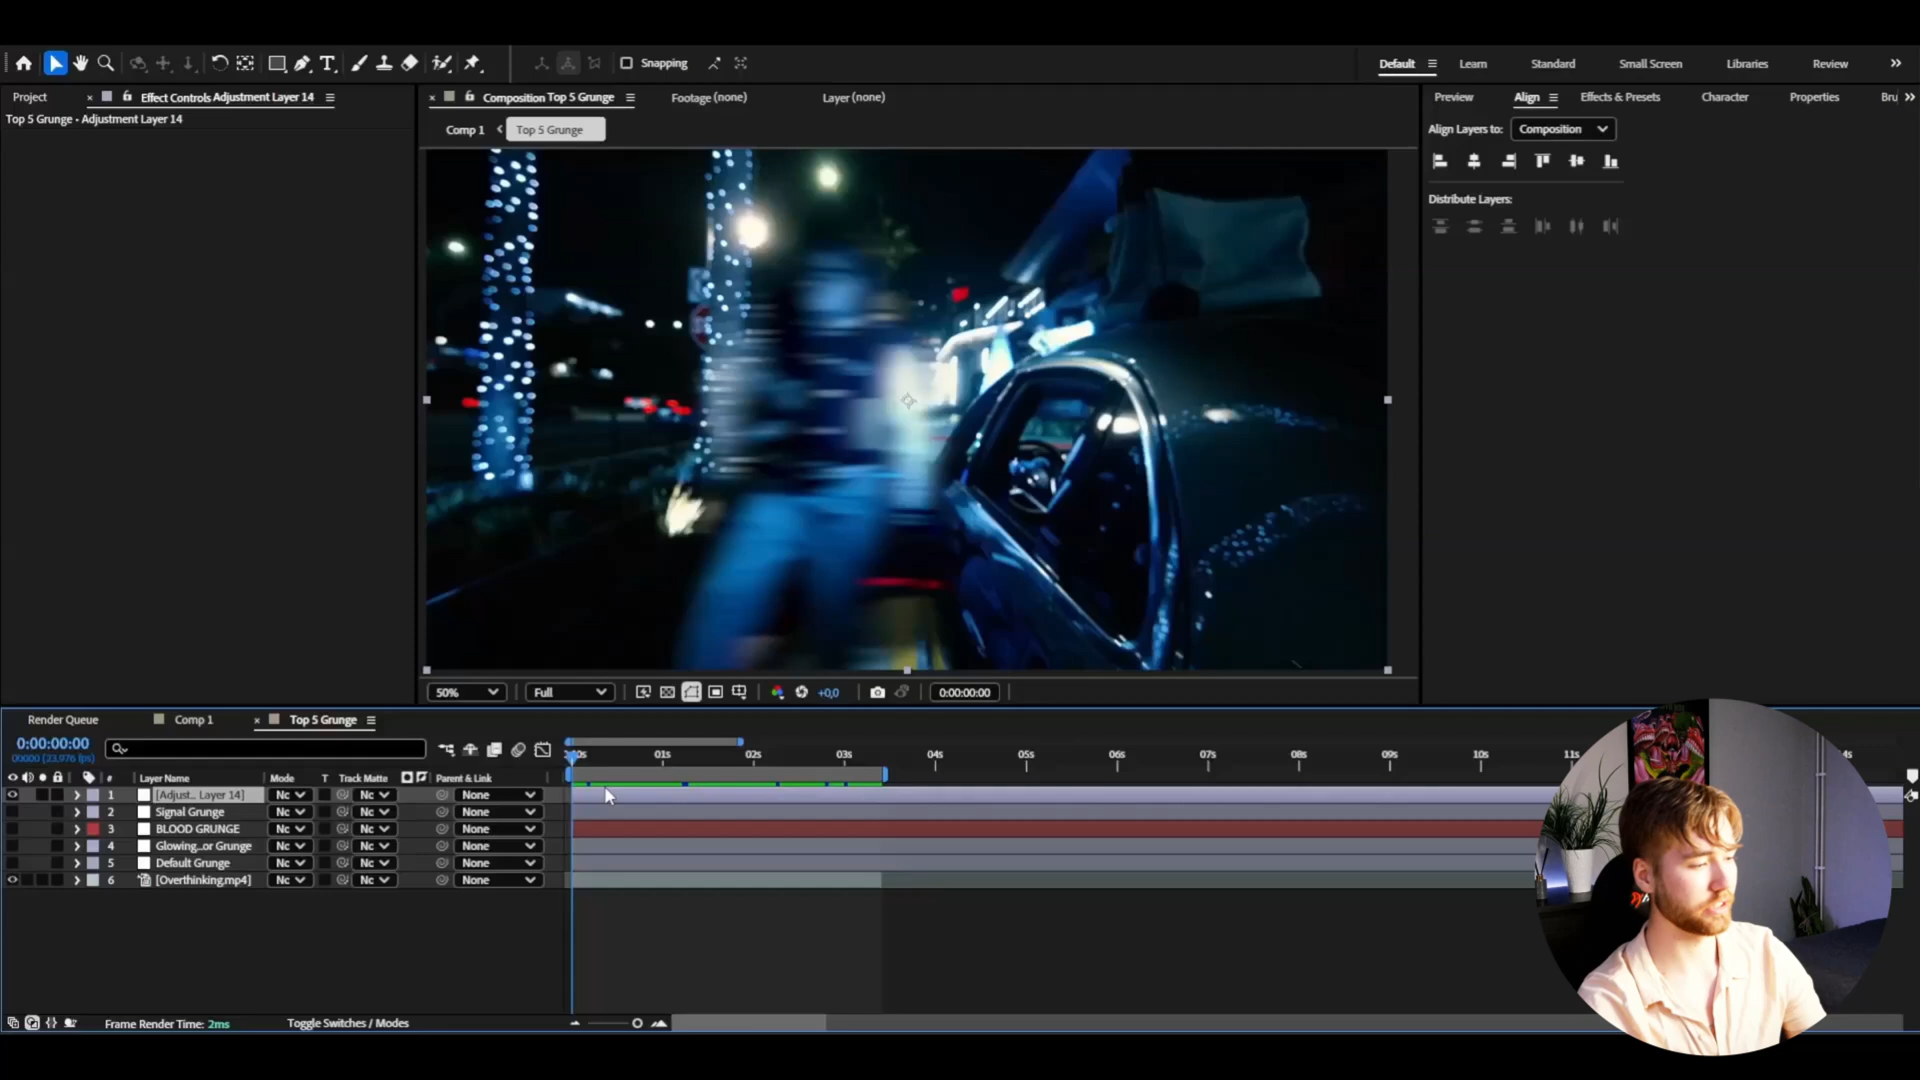 Snapping
Default
Learn
Standard
Small Screen
Libraries
Review
Project
Effect Controls Adjustment Layer 14
Composition Top 5 Grunge
Footage (none)
Layer (none)
Preview
Align
Effects & Presets
Character
Properties
Bru
Top 5 Grunge - Adjustment Layer 14
Comp 1
Top 5 Grunge
Align Layers to:
Composition
Distribute Layers:
50%
Full
+0,0
0:00:00:00
Render Queue
Comp 1
Top 5 Grunge
0:00:00:00
00000 (23.976 fps)
01s
02s
03s
04s
05s
06s
07s
08s
09s
10s
11s
#
Layer Name
Mode
T
Track Matte
Parent & Link
1
[Adjust... Layer 14]
Nc
Nc
None
2
Signal Grunge
Nc
Nc
None
3
BLOOD GRUNGE
Nc
Nc
None
4
Glowing...or Grunge
Nc
Nc
None
5
Default Grunge
Nc
Nc
None
6
[Overthinking.mp4]
Nc
Nc
None
Frame Render Time: 2ms
Toggle Switches / Modes